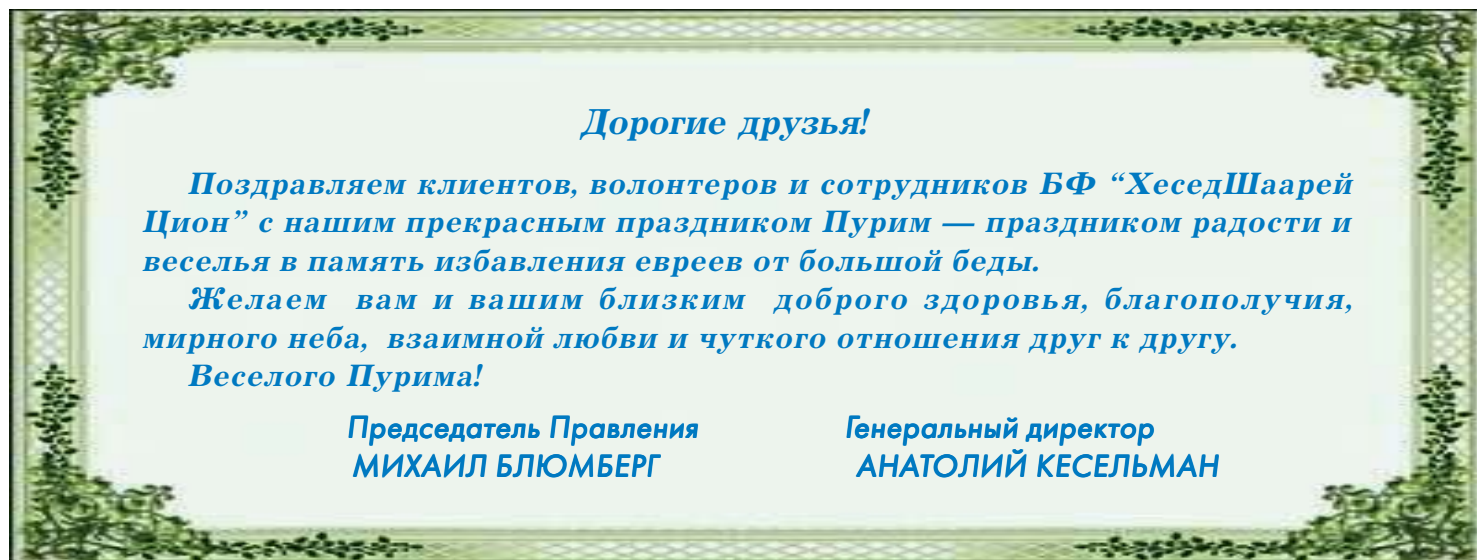 Дорогие друзья!
Поздравляем клиентов, волонтеров и сотрудников БФ “ХеседШаарей
Цион” с нашим прекрасным праздником Пурим — праздником радости и
веселья в память избавления евреев от большой беды.
Желаем вам и вашим близким доброго здоровья, благополучия,
мирного неба, взаимной любви и чуткого отношения друг к другу.
Веселого Пурима!
Председатель Правления Генеральный директор
МИХАИЛ БЛЮМБЕРГ АНАТОЛИЙ КЕСЕЛЬМАН